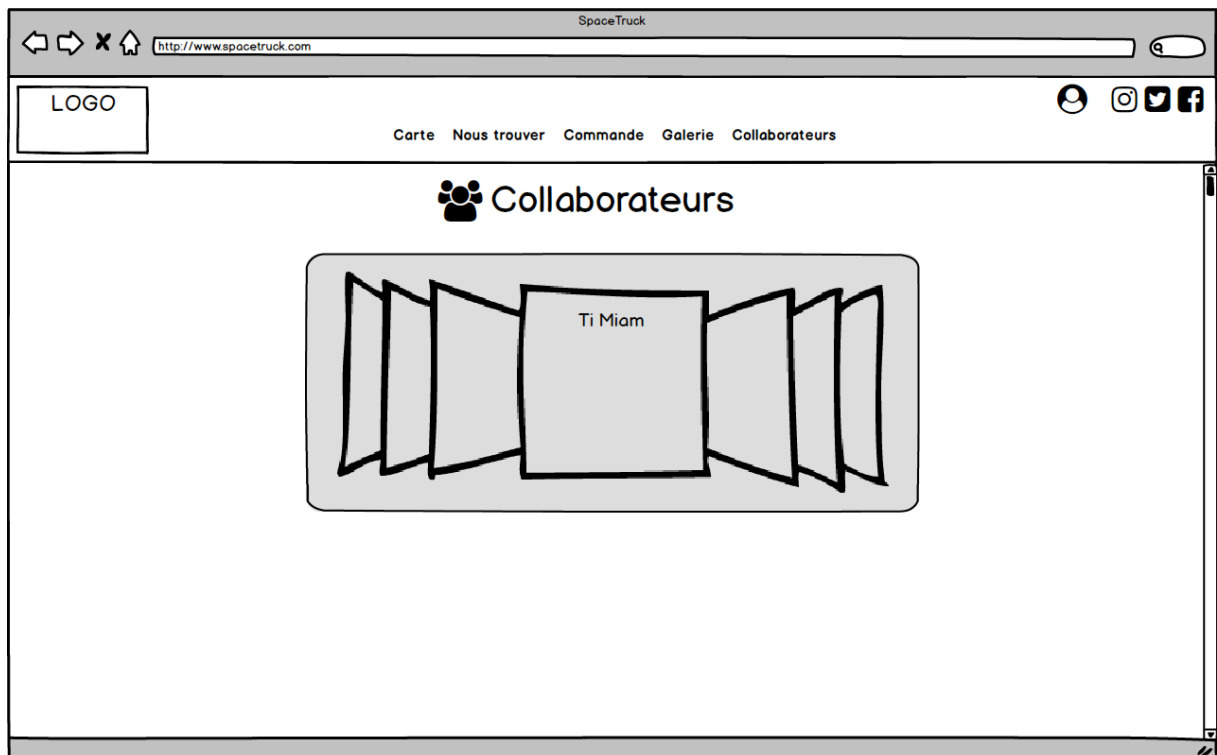 SpaceTruck
http://www.spacetruck.com
LOGO
Carte Nous trouver Commande Galerie Collaborateurs
Collaborateurs
Ti Miam